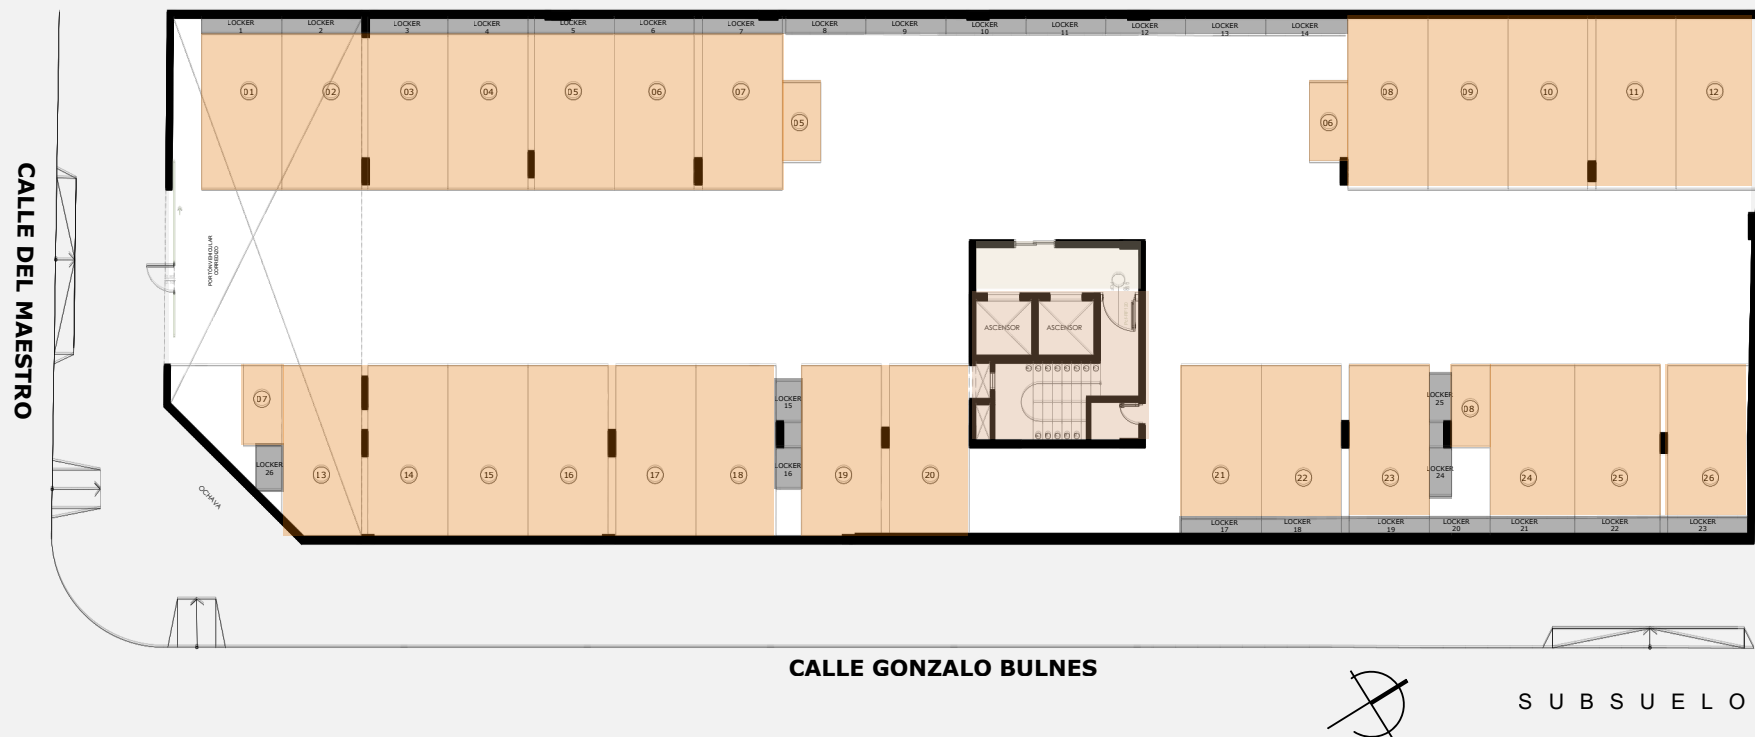 LOCKER
1
LOCKER
2
LOCKER
3
LOCKER
4
LOCKER
5
LOCKER
6
LOCKER
7
LOCKER
8
LOCKER
9
LOCKER
10
LOCKER
11
LOCKER
12
LOCKER
13
LOCKER
14
01
02
03
04
05
06
07
05
06
08
09
10
11
12
CALLE DEL MAESTRO
PORTÓN VEHICULAR
CORREDIZO
ASCENSOR
ASCENSOR
07
LOCKER
26
OCHAVA
13
14
15
16
17
18
LOCKER
15
LOCKER
16
19
20
21
22
23
LOCKER
25
LOCKER
24
08
24
25
26
LOCKER
17
LOCKER
18
LOCKER
19
LOCKER
20
LOCKER
21
LOCKER
22
LOCKER
23
CALLE GONZALO BULNES
SUBSUELO